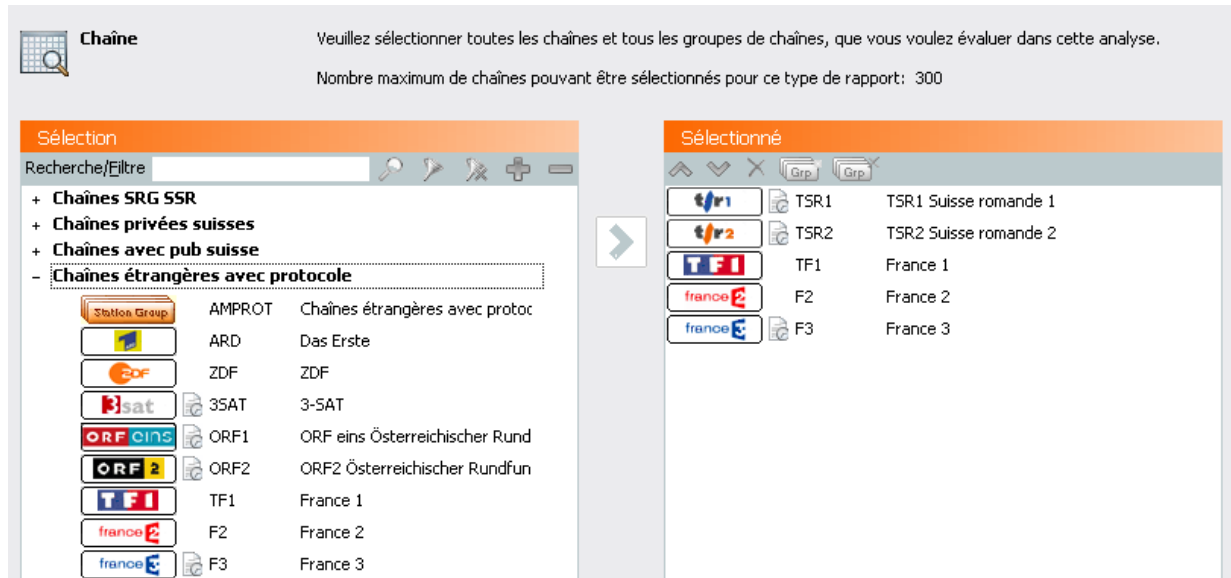 Chaîne
Veuillez sélectionner toutes les chaînes et tous les groupes de chaînes, que vous voulez évaluer dans cette analyse.
Nombre maximum de chaînes pouvant être sélectionnés pour ce type de rapport: 300
Sélection
Recherche/Filtre
+ Chaînes SRG SSR
+ Chaînes privées suisses
+ Chaînes avec pub suisse
– Chaînes étrangères avec protocole
Station Group AMPROT Chaînes étrangères avec protoc
ARD Das Erste
ZDF ZDF ZDF
3sat 3SAT 3-SAT
ORF eins ORF1 ORF eins Österreichischer Rund
ORF 2 ORF2 ORF2 Österreichischer Rundfun
TF1 TF1 France 1
france 2 F2 France 2
france 3 F3 France 3
Sélectionné
Grp Grp
t/r1 TSR1 TSR1 Suisse romande 1
t/r2 TSR2 TSR2 Suisse romande 2
TF1 TF1 France 1
france 2 F2 France 2
france 3 F3 France 3